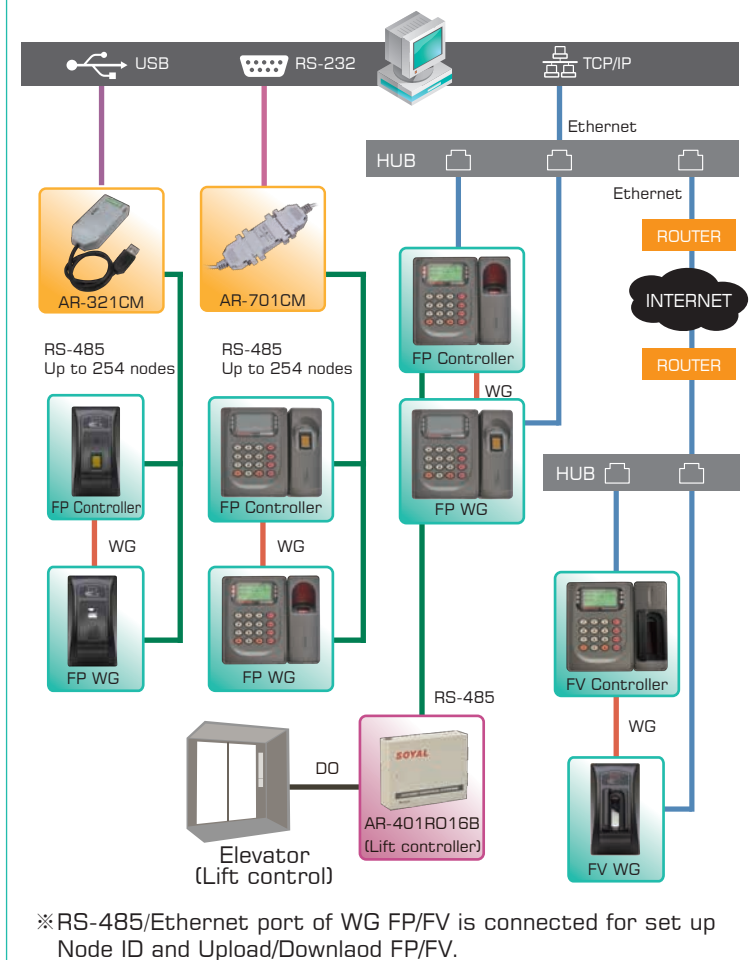 USB
RS-232
TCP/IP
Ethernet
HUB
Ethernet
ROUTER
INTERNET
ROUTER
AR-321CM
AR-701CM
RS-485
Up to 254 nodes
RS-485
Up to 254 nodes
FP Controller
WG
FP Controller
FP Controller
FP WG
HUB
WG
WG
FP WG
FP WG
FV Controller
RS-485
WG
SOYAL
DO
AR-401RO16B
(Lift controller)
Elevator
(Lift control)
FV WG
※RS-485/Ethernet port of WG FP/FV is connected for set up
Node ID and Upload/Downlaod FP/FV.